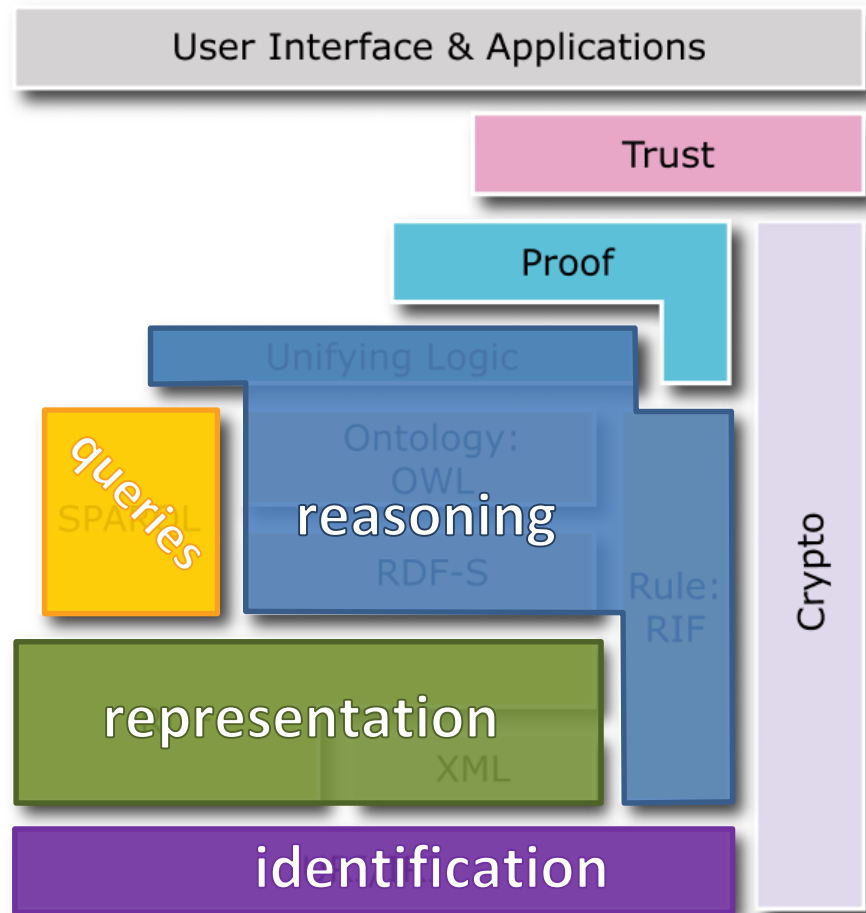 User Interface & Applications
Trust
Proof
Unifying Logic
queries
SPARQL
Ontology:
OWL
reasoning
RDF-S
Rule:
RIF
Crypto
representation
XML
identification